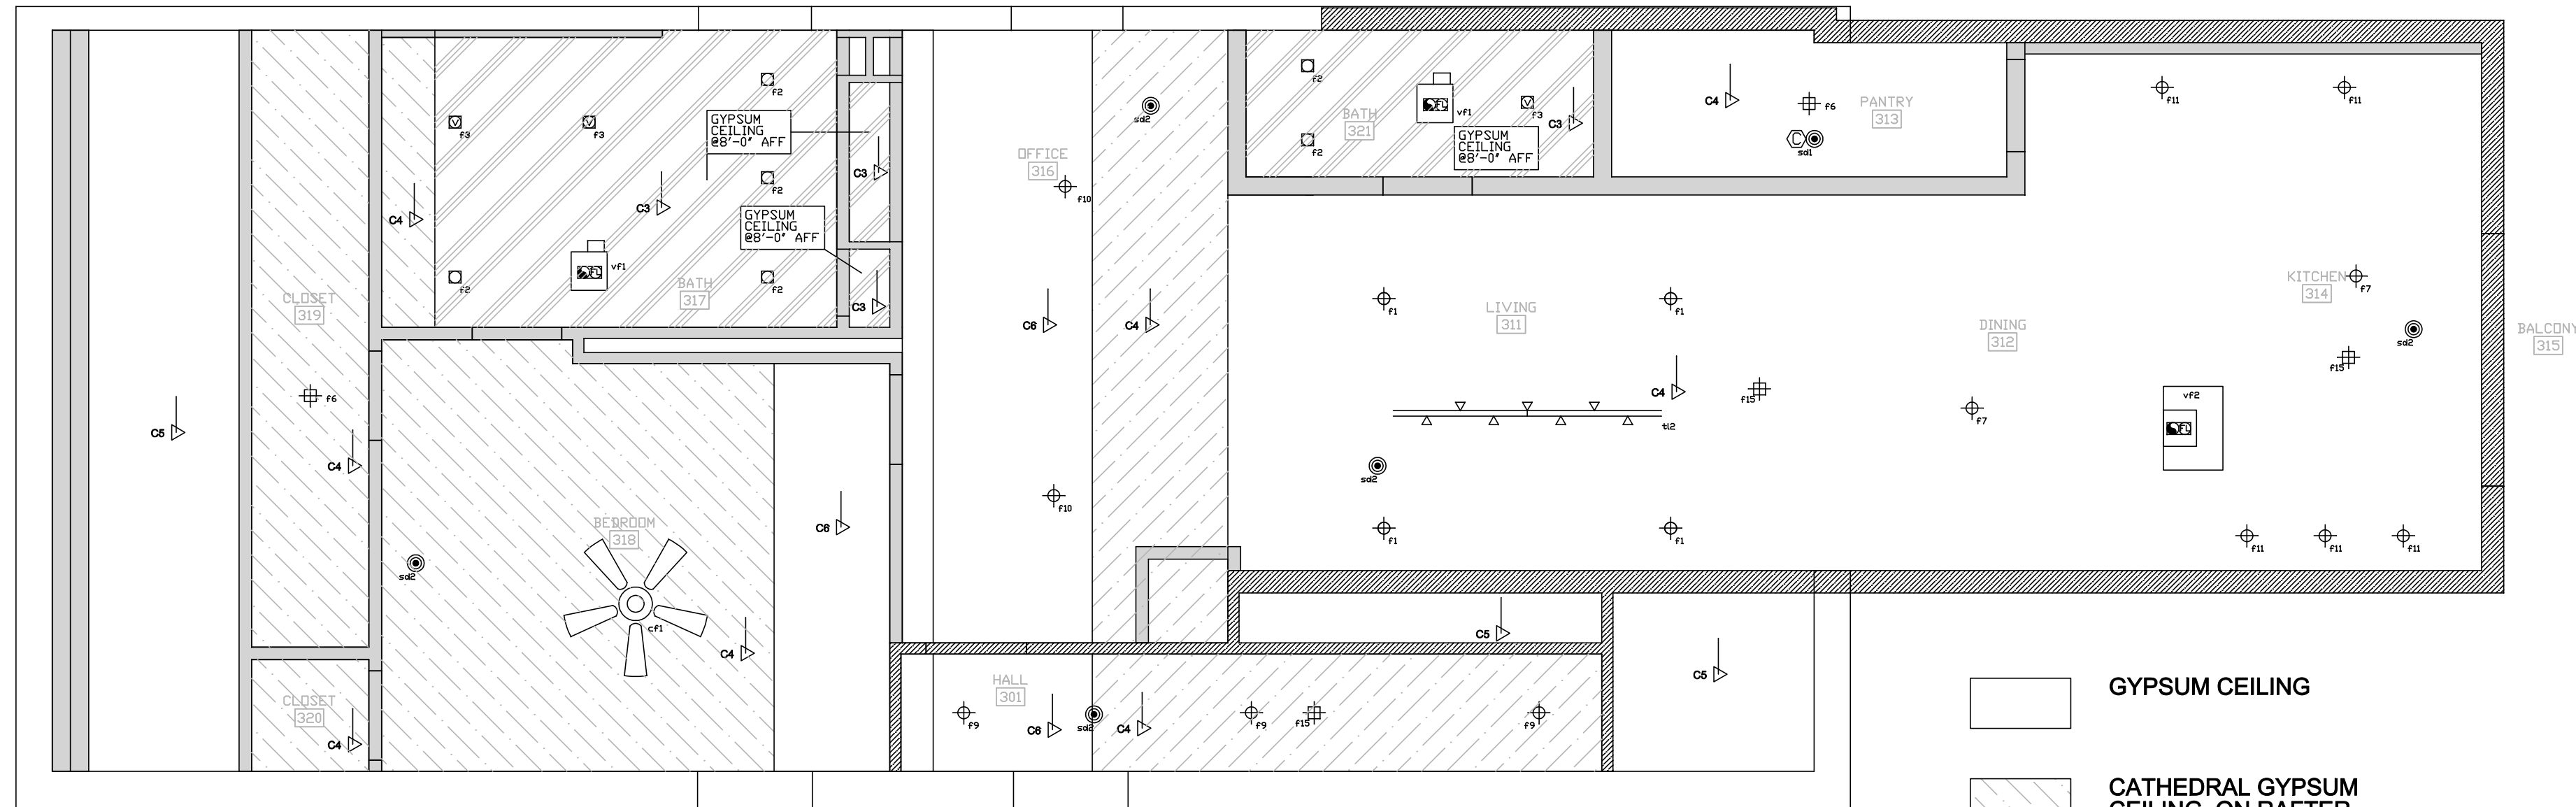 f2
f2
f3
f3
GYPSUM
CEILING
@8'-0" AFF
C3
C4
C3
f2
GYPSUM
CEILING
@8'-0" AFF
f2
vf1
BATH
317
f2
C3
CLOSET
319
C5
f6
C4
BEDROOM
318
C6
sd2
cf1
C4
CLOSET
320
C4
sd2
OFFICE
316
f10
C6
C4
f10
BATH
321
f2
vf1
f3
C3
GYPSUM
CEILING
@8'-0" AFF
C4
f6
PANTRY
313
C
sd1
f11
f11
f1
LIVING
311
f1
DINING
312
KITCHEN
314
f7
BALCONY
315
sd2
f15
C4
f15
f7
vf2
tl2
sd2
f1
f1
f11
f11
f11
C5
C5
HALL
301
f9
C6
sd2
C4
f9
f15
f9
GYPSUM CEILING
CATHEDRAL GYPSUM
CEILING, ON RAFTER